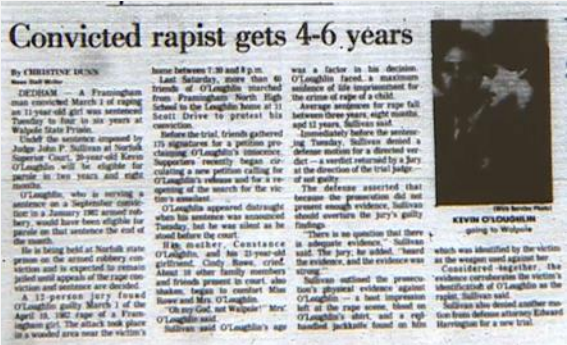 Convicted rapist gets 4-6 years
By CHRISTINE DUNN
News Staff Writer
DEDHAM — A Framingham
man convicted March 1 of raping
an 11-year-old girl was sentenced
Tuesday to four to six years at
Walpole State Prison.
Under the sentence imposed by
Judge John P. Sullivan at Norfolk
Superior Court, 20-year-old Kevin
O'Loughlin will be eligible for
parole in two years and eight
months.
O'Loughlin, who is serving a
sentence on a September convic-
tion in a January 1982 armed rob-
bery, would have been eligible for
parole on that sentence the end of
the month.
He is being held at Norfolk state
prison on the armed robbery con-
viction and is expected to remain
jailed until appeals of the rape con-
viction and sentence are decided.
A 12-person jury found
O'Loughlin guilty March 1 of the
April 19, 1982 rape of a Fram-
ingham girl. The attack took place
in a wooded area near the victim's
home between 7:30 and 8 p.m.
Last Saturday, more than
friends of O'Loughlin marched
from Framingham North High
School to the Loughlin home at
Scott Drive to protest his
conviction.
Before the trial, friends gathered
175 signatures for a petition pro-
claiming O'Loughlin's innocence.
Supporters recently began cir-
culating a new petition calling for
O'Loughlin's release and for a re-
opening of the search for the vic-
tim's assailant.
O'Loughlin appeared distraught
when his sentence was announced
Tuesday, but he was silent as he
stood before the court.
His mother, Constance
O'Loughlin, and his 21-year-old
girlfriend, Cindy Rowe, cried.
About 10 other family members
and friends present in court, also
shaken, began to comfort Miss
Rowe and Mrs. O'Loughlin.
"Oh my God, not Walpole!" Mrs.
O'Loughlin said.
Sullivan said O'Loughlin's age
was a factor in his decision.
O'Loughlin faced a maximum
sentence of life imprisonment for
the crime of rape of a child.
Average sentences for rape fall
between three years, eight months,
and 12 years, Sullivan said.
Immediately before the sentenc-
ing Tuesday, Sullivan denied a
defense motion for a directed ver-
dict — a verdict returned by a jury
at the direction of the trial judge —
of not guilty.
The defense asserted that
because the prosecution did not
present enough evidence, Sullivan
should overturn the jury's guilty
findings.
"There is no question that there
is adequate evidence," Sullivan
said. The jury, he added, "heard
the evidence, and the evidence was
strong."
Sullivan outlined the prosecu-
tion's physical evidence against
O'Loughlin — a boot impression
left at the rape scene, found on
O'Loughlin's shirt, and a
handled jackknife found on him
KEVIN O'LOUGHLIN
going to Walpole
which was identified by the victim
as the weapon used against her.
Considered together, the
evidence corroborates the victim's
identification of O'Loughlin as the
rapist, Sullivan said.
Sullivan also denied another mo-
tion from defense attorney Edward
Harrington for a new trial.